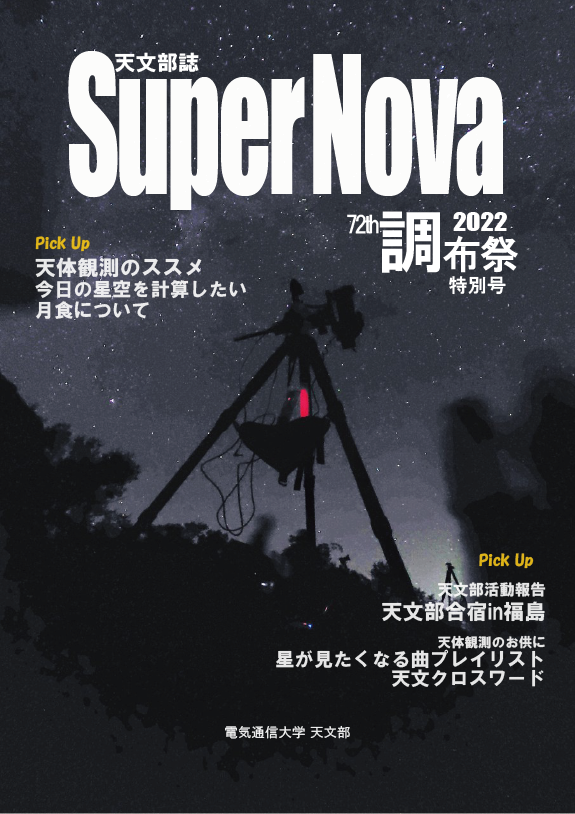 天文部誌
Super Nova
72th 調布祭 2022
特別号
Pick Up
天体観測のススメ
今日の星空を計算したい
月食について
Pick Up
天文部活動報告
天文部合宿in福島
天体観測のお供に
星が見たくなる曲プレイリスト
天文クロスワード
電気通信大学 天文部